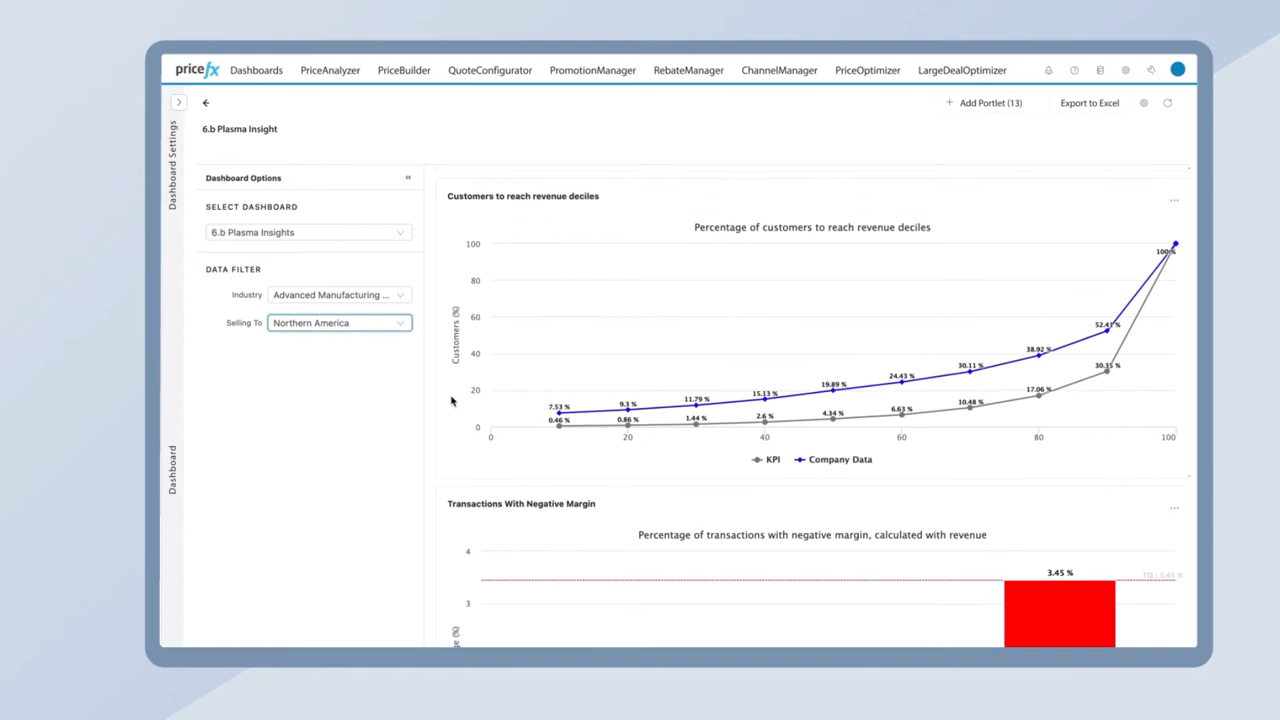 pricefx Dashboards PriceAnalyzer PriceBuilder QuoteConfigurator PromotionManager RebateManager ChannelManager PriceOptimizer LargeDealOptimizer
Add Portlet (13) Export to Excel
6.b Plasma Insight
Dashboard Settings
Dashboard
Dashboard Options
SELECT DASHBOARD
6.b Plasma Insights
DATA FILTER
Industry Advanced Manufacturing ...
Selling To Northern America
Customers to reach revenue deciles
Percentage of customers to reach revenue deciles
Customers (%)
100
80
60
40
20
0
7.53 % 9.3 % 11.79 % 15.13 % 19.89 % 24.43 % 30.11 % 38.92 % 52.41 % 100 %
0.46 % 0.86 % 1.44 % 2.6 % 4.34 % 6.63 % 10.48 % 17.06 % 30.35 %
0 20 40 60 80 100
KPI Company Data
Transactions With Negative Margin
Percentage of transactions with negative margin, calculated with revenue
4
3.45 %
TQ : 3.45 %
3